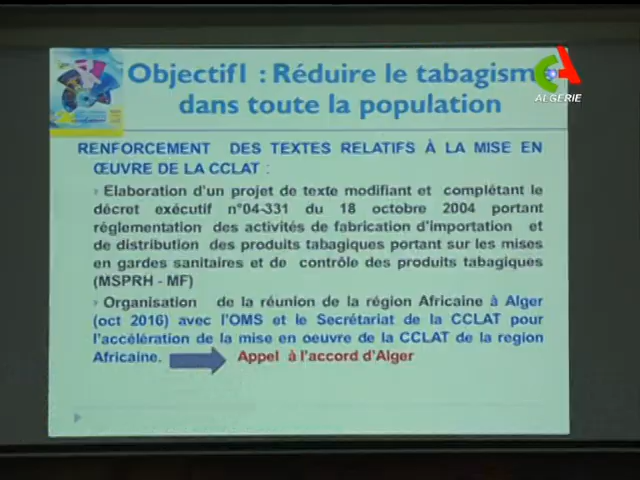 Objectif1 : Réduire le tabagism
dans toute la population
ALGERIE
RENFORCEMENT DES TEXTES RELATIFS À LA MISE EN
ŒUVRE DE LA CCLAT :
Elaboration d'un projet de texte modifiant et complétant le
décret exécutif n°04-331 du 18 octobre 2004 portant
réglementation des activités de fabrication d'importation et
de distribution des produits tabagiques portant sur les mises
en gardes sanitaires et de contrôle des produits tabagiques
(MSPRH - MF)
Organisation de la réunion de la région Africaine à Alger
(oct 2016) avec l'OMS et le Secrétariat de la CCLAT pour
l'accélération de la mise en oeuvre de la CCLAT de la region
Africaine. Appel à l'accord d'Alger